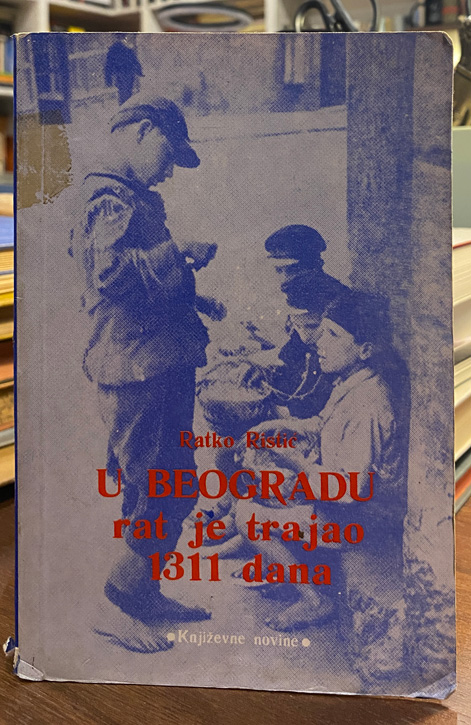 Ratko Ristić
U BEOGRADU
rat je trajao
1311 dana
•Književne novine•